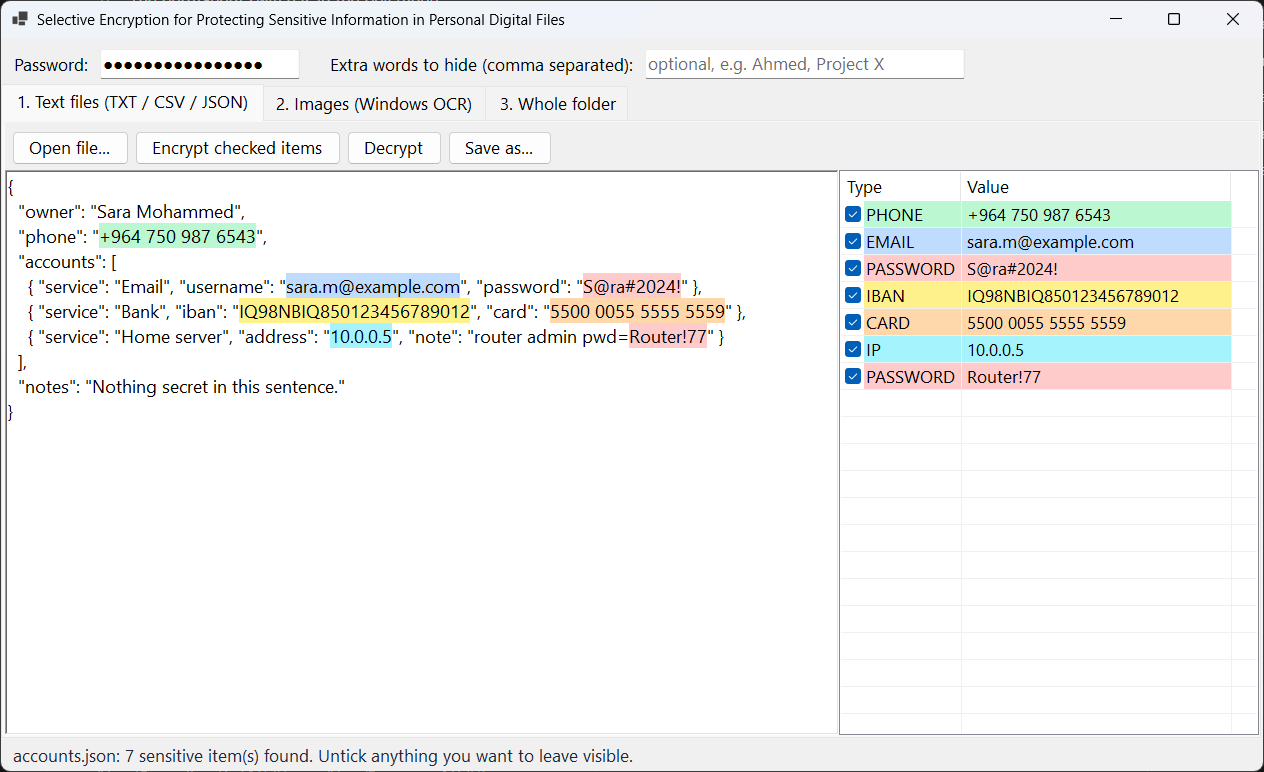 Selective Encryption for Protecting Sensitive Information in Personal Digital Files
Password: ●●●●●●●●●●●●●●●● Extra words to hide (comma separated): optional, e.g. Ahmed, Project X
1. Text files (TXT / CSV / JSON) 2. Images (Windows OCR) 3. Whole folder
Open file... Encrypt checked items Decrypt Save as...
{
"owner": "Sara Mohammed",
"phone": "+964 750 987 6543",
"accounts": [
{ "service": "Email", "username": "sara.m@example.com", "password": "S@ra#2024!" },
{ "service": "Bank", "iban": "IQ98NBIQ850123456789012", "card": "5500 0055 5555 5559" },
{ "service": "Home server", "address": "10.0.0.5", "note": "router admin pwd=Router!77" }
],
"notes": "Nothing secret in this sentence."
}
Type Value
PHONE +964 750 987 6543
EMAIL sara.m@example.com
PASSWORD S@ra#2024!
IBAN IQ98NBIQ850123456789012
CARD 5500 0055 5555 5559
IP 10.0.0.5
PASSWORD Router!77
accounts.json: 7 sensitive item(s) found. Untick anything you want to leave visible.